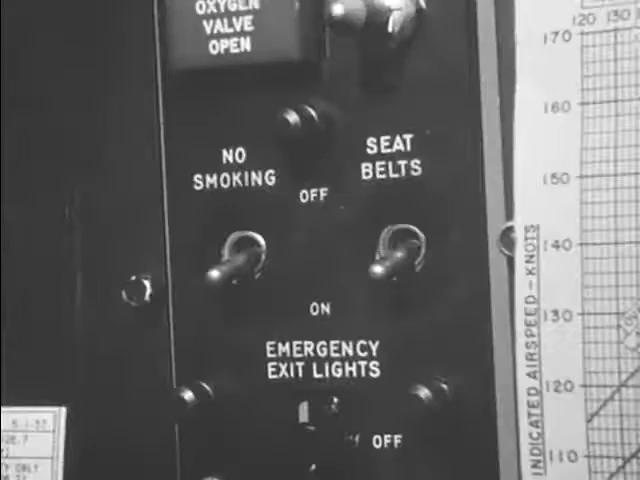 OXYGEN
VALVE
OPEN
NO
SMOKING
SEAT
BELTS
OFF
ON
EMERGENCY
EXIT LIGHTS
OFF
120 130
170
160
150
140
130
120
110
INDICATED AIRSPEED – KNOTS
ONLY